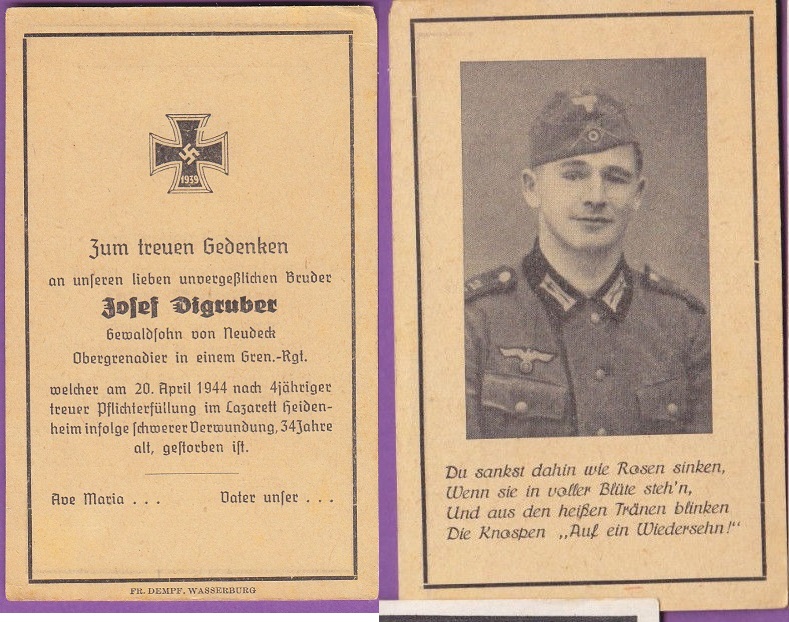 1939
Zum treuen Gedenken
an unseren lieben unvergeßlichen Bruder
Josef Digruber
Gewaldsohn von Neudeck
Obergrenadier in einem Gren.-Rgt.
welcher am 20. April 1944 nach 4jähriger
treuer Pflichterfüllung im Lazarett Heiden-
heim infolge schwerer Verwundung, 34 Jahre
alt, gestorben ist.
Ave Maria . . . Vater unser . . .
FR. DEMPF, WASSERBURG
Du sankst dahin wie Rosen sinken,
Wenn sie in voller Blüte steh'n,
Und aus den heißen Tränen blinken
Die Knospen „Auf ein Wiedersehn!“